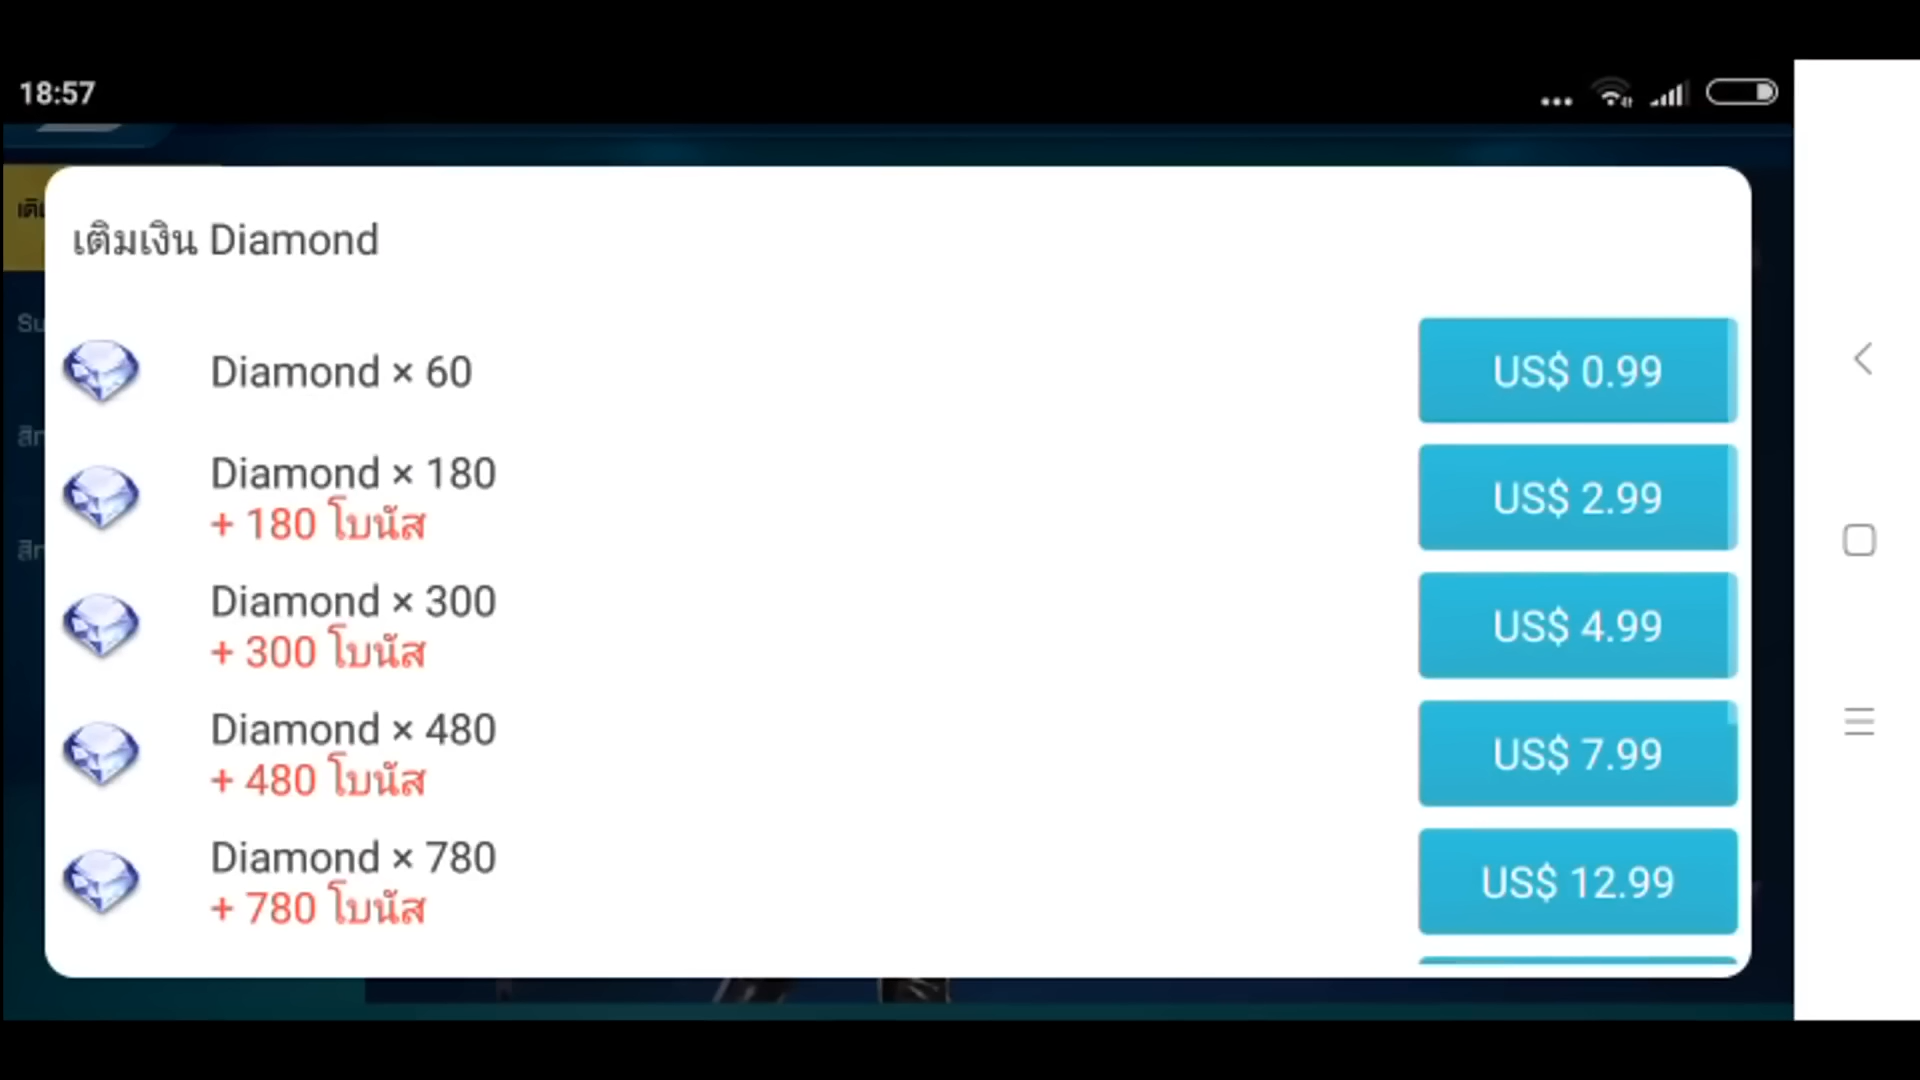 18:57
เติมเงิน Diamond
Diamond × 60
US$ 0.99
Diamond × 180
+ 180 โบนัส
US$ 2.99
Diamond × 300
+ 300 โบนัส
US$ 4.99
Diamond × 480
+ 480 โบนัส
US$ 7.99
Diamond × 780
+ 780 โบนัส
US$ 12.99